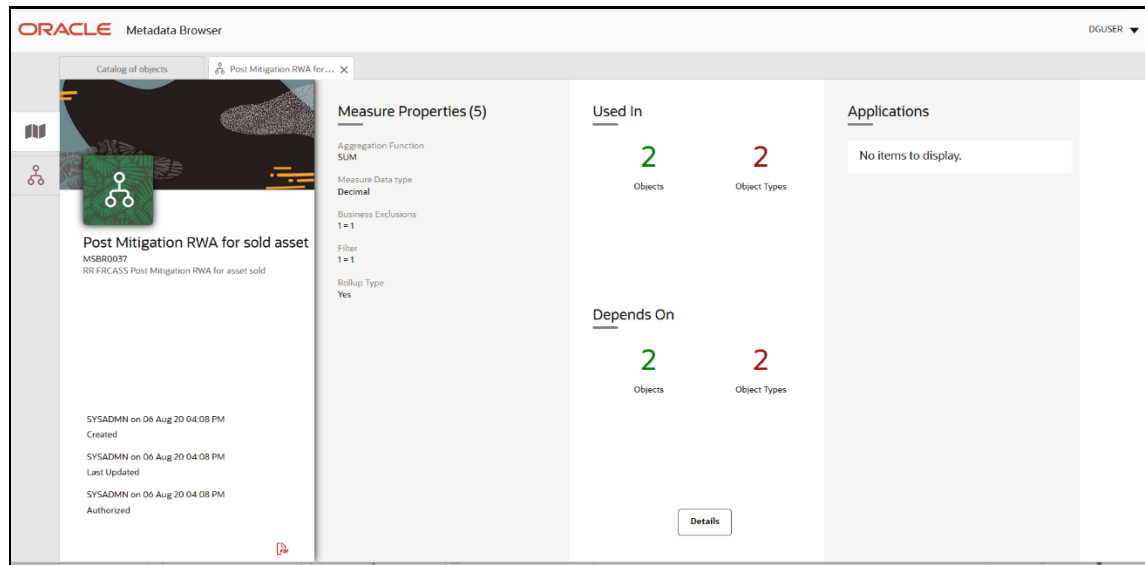 ORACLE Metadata Browser
DGUSER
Catalog of objects
Post Mitigation RWA for...
Post Mitigation RWA for sold asset
MSBR0037
RR FRCASS Post Mitigation RWA for asset sold
SYSADMN on 06 Aug 20 04:08 PM
Created
SYSADMN on 06 Aug 20 04:08 PM
Last Updated
SYSADMN on 06 Aug 20 04:08 PM
Authorized
PDF
Measure Properties (5)
Aggregation Function
SUM
Measure Data type
Decimal
Business Exclusions
1 = 1
Filter
1 = 1
Rollup Type
Yes
Used In
2 2
Objects Object Types
Depends On
2 2
Objects Object Types
Details
Applications
No items to display.